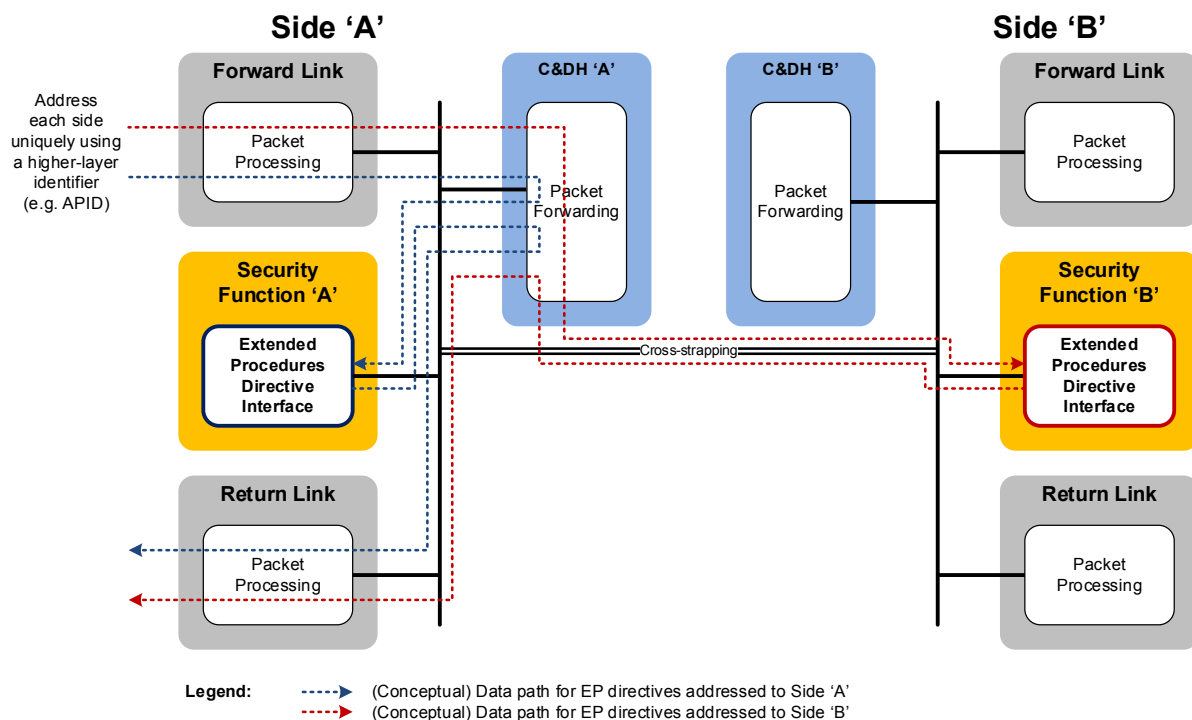 Side ‘A’
Side ‘B’
Forward Link
Packet
Processing
C&DH ‘A’
Packet
Forwarding
C&DH ‘B’
Packet
Forwarding
Forward Link
Packet
Processing
Address
each side
uniquely using
a higher-layer
identifier
(e.g. APID)
Security
Function ‘A’
Extended
Procedures
Directive
Interface
Cross-strapping
Security
Function ‘B’
Extended
Procedures
Directive
Interface
Return Link
Packet
Processing
Return Link
Packet
Processing
Legend:
(Conceptual) Data path for EP directives addressed to Side ‘A’
(Conceptual) Data path for EP directives addressed to Side ‘B’